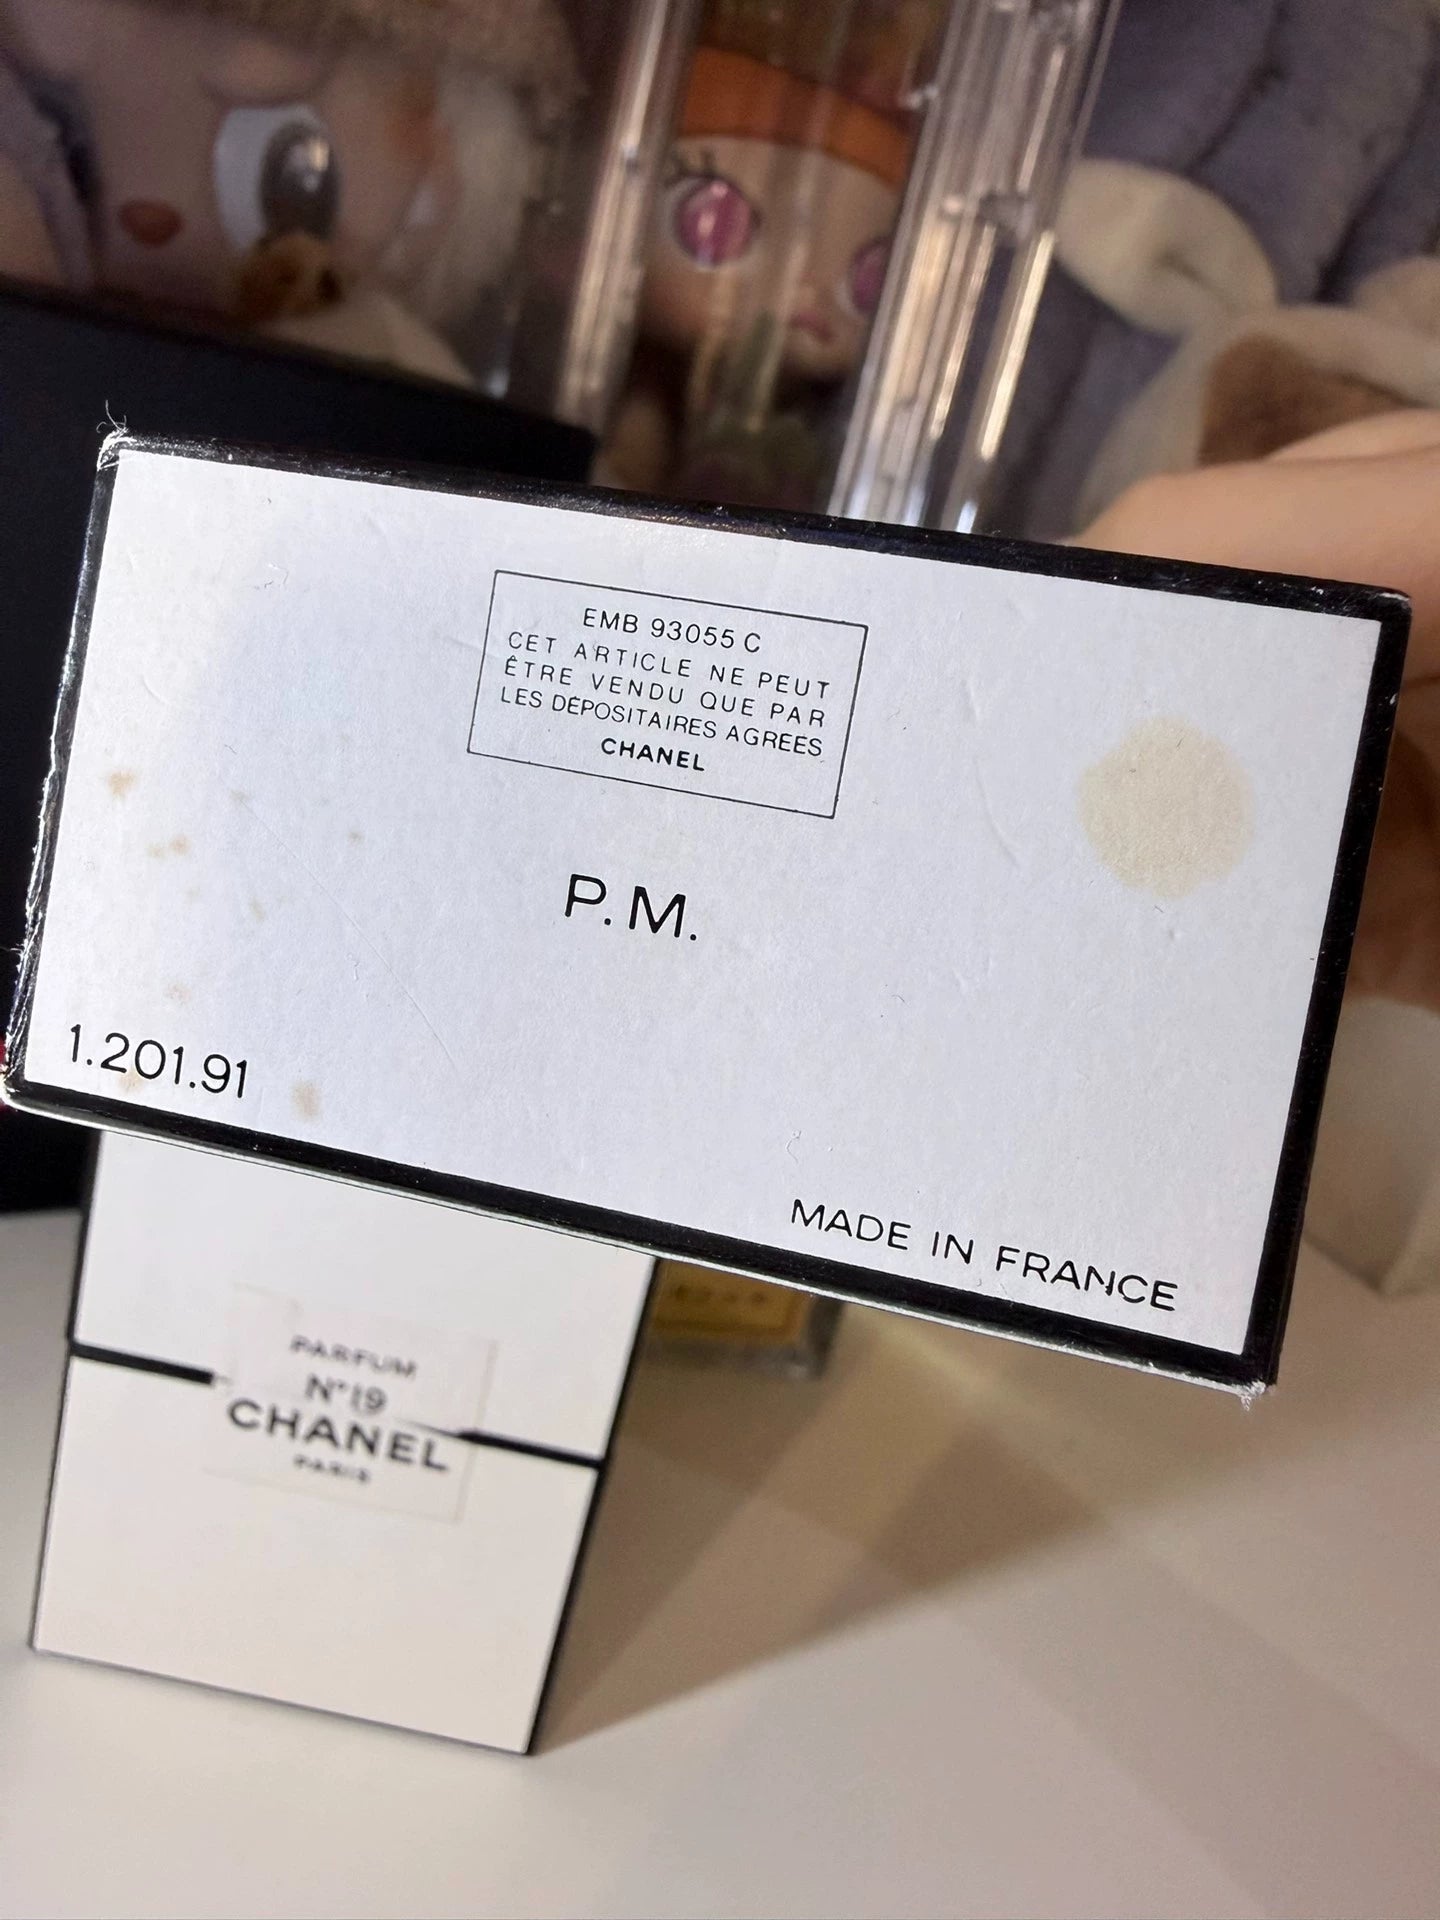 EMB 93055 C
CET ARTICLE NE PEUT
ÊTRE VENDU QUE PAR
LES DÉPOSITAIRES AGRÉÉS
CHANEL
P.M.
1.201.91
MADE IN FRANCE
PARFUM
N°19
CHANEL
PARIS